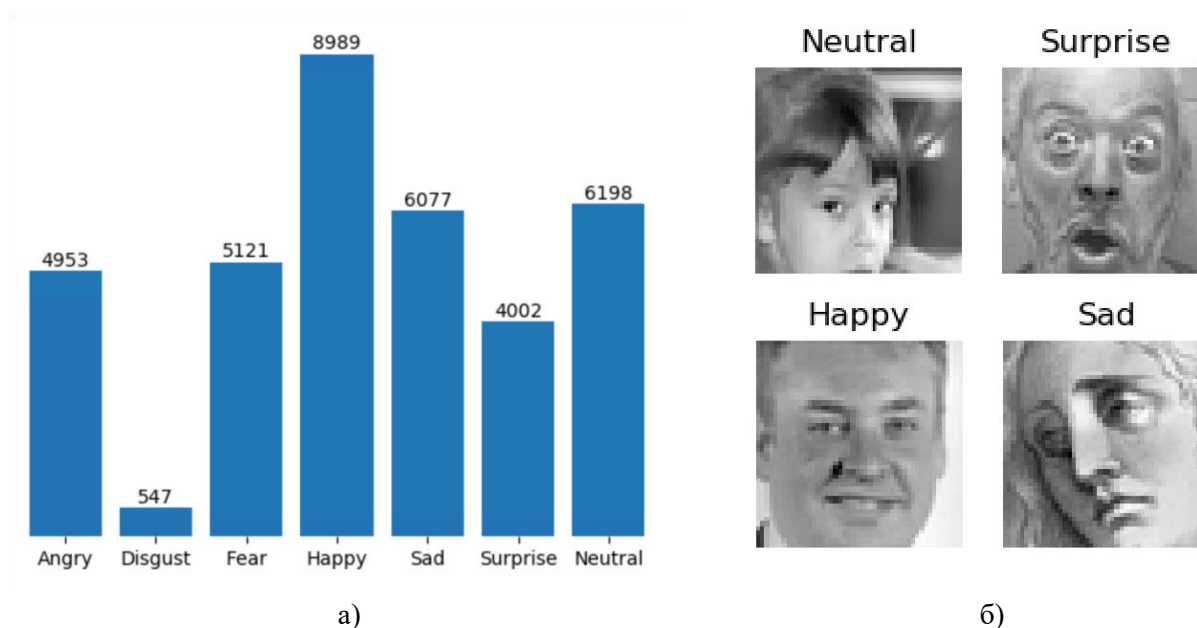 8989
6198
6077
5121
4953
4002
547
Angry Disgust Fear Happy Sad Surprise Neutral
а)
Neutral Surprise
Happy Sad
б)